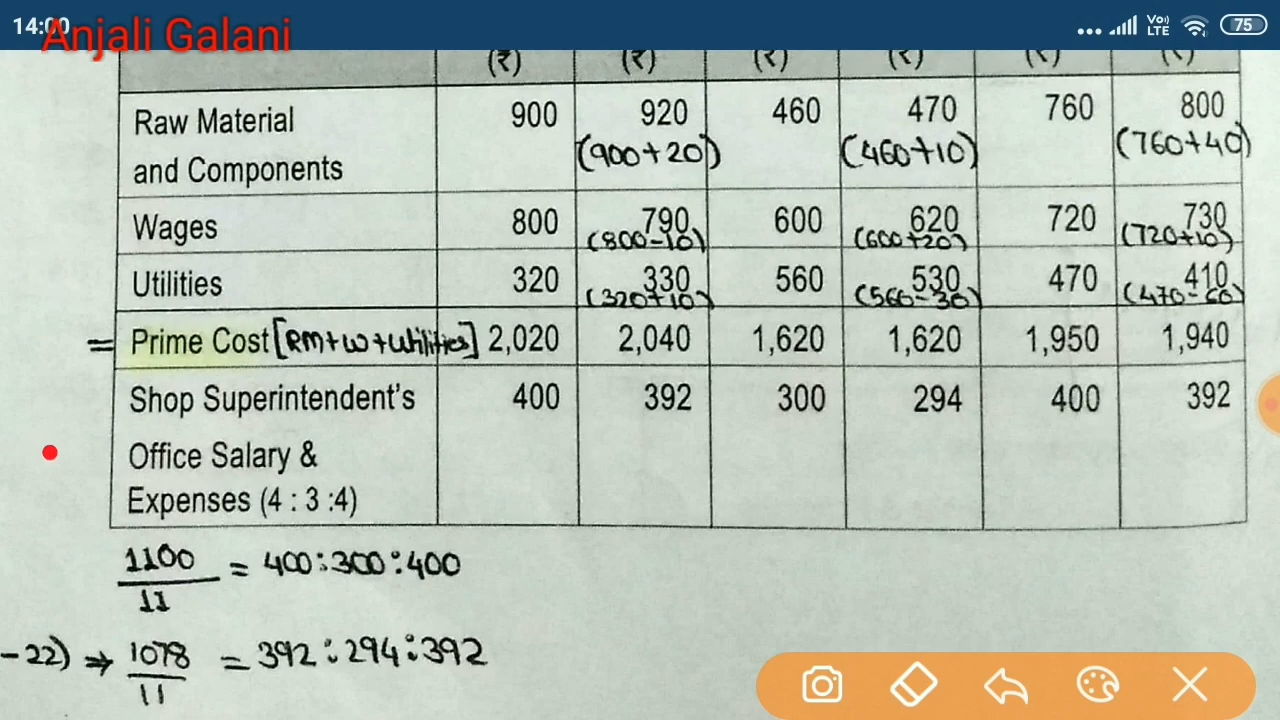 14:00 Anjali Galani Vo) LTE 75
(₹) (₹) (₹) (₹) (₹) (₹)
Raw Material 900 920 460 470 760 800
and Components (900+20) (460+10) (760+40)
Wages 800 790 600 620 720 730
(800-10) (600+20) (720+10)
Utilities 320 330 560 530 470 410
(320+10) (560-30) (470-60)
= Prime Cost [RM+W+Utilities] 2,020 2,040 1,620 1,620 1,950 1,940
Shop Superintendent's 400 392 300 294 400 392
Office Salary &
Expenses (4 : 3 :4)
1100
11 = 400:300:400
-22) ⇒ 1078
11 = 392:294:392